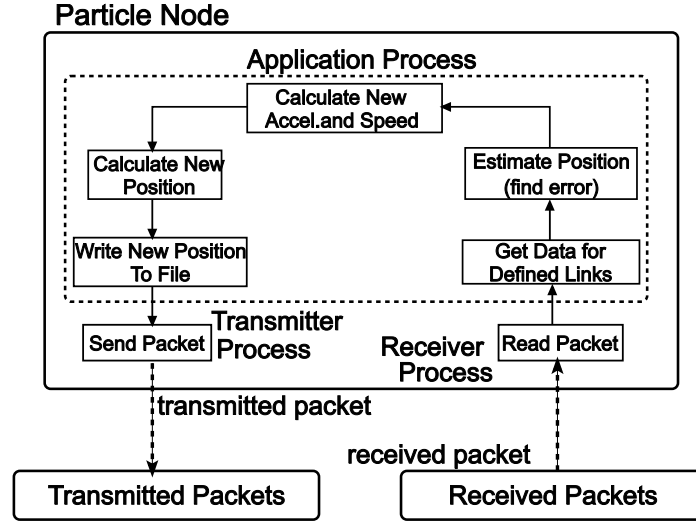 Particle Node
Application Process
Calculate New
Accel.and Speed
Calculate New
Position
Estimate Position
(find error)
Write New Position
To File
Get Data for
Defined Links
Send Packet
Transmitter
Process
Receiver
Process
Read Packet
transmitted packet
received packet
Transmitted Packets
Received Packets